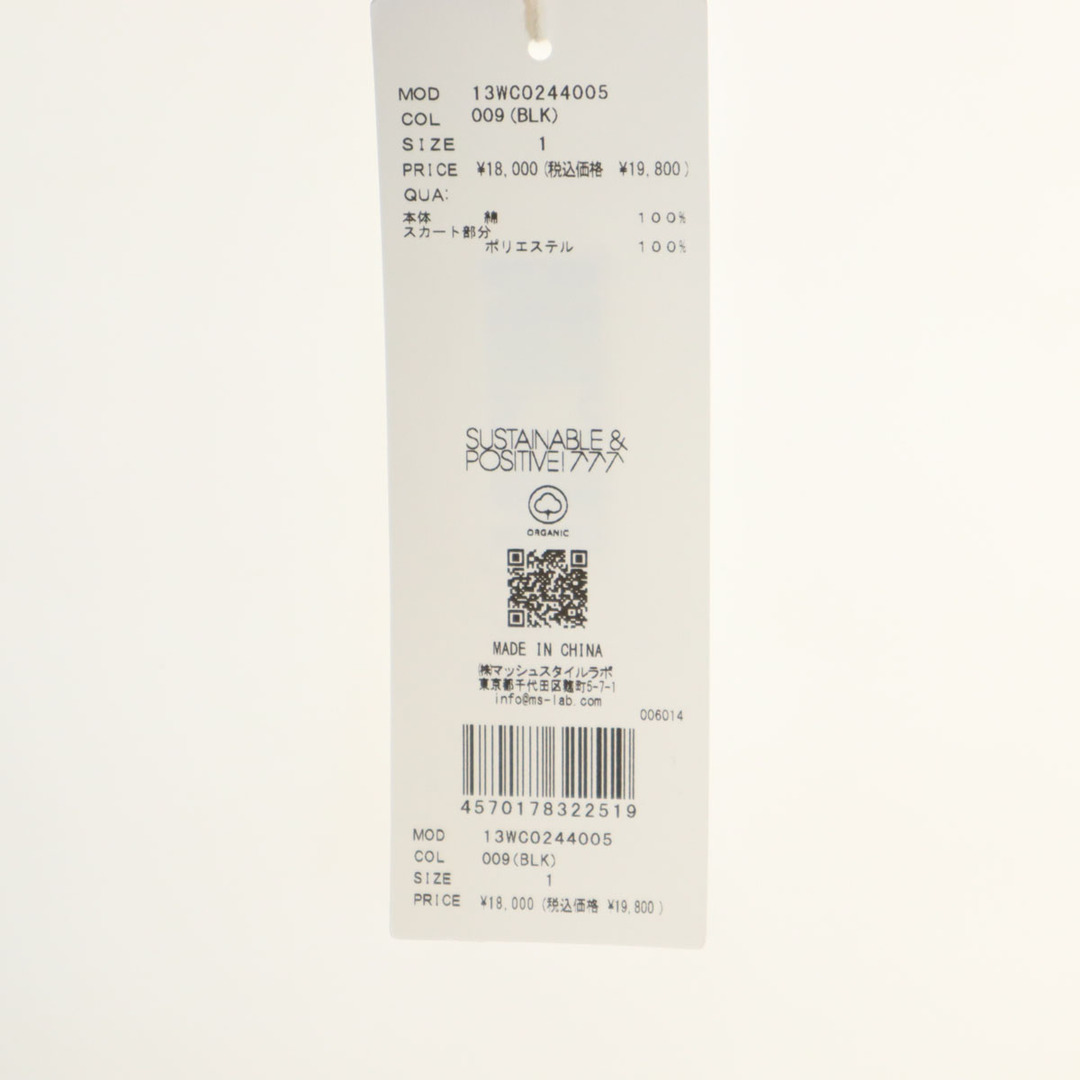 MOD 13WCO244005
COL 009(BLK)
SIZE 1
PRICE ¥18,000(税込価格 ¥19,800)
QUA:
本体 綿 100%
スカート部分
ポリエステル 100%
SUSTAINABLE &
POSITIVE!777
ORGANIC
MADE IN CHINA
㈱マッシュスタイルラボ
東京都千代田区麹町5-7-1
info@ms-lab.com
006014
4570178322519
MOD 13WCO244005
COL 009(BLK)
SIZE 1
PRICE ¥18,000 (税込価格 ¥19,800)